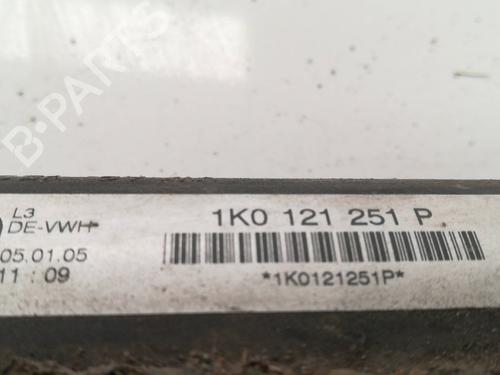 B-PARTS
L3
DE-VWH
1K0 121 251 P
05.01.05
11:09
*1K0121251P*